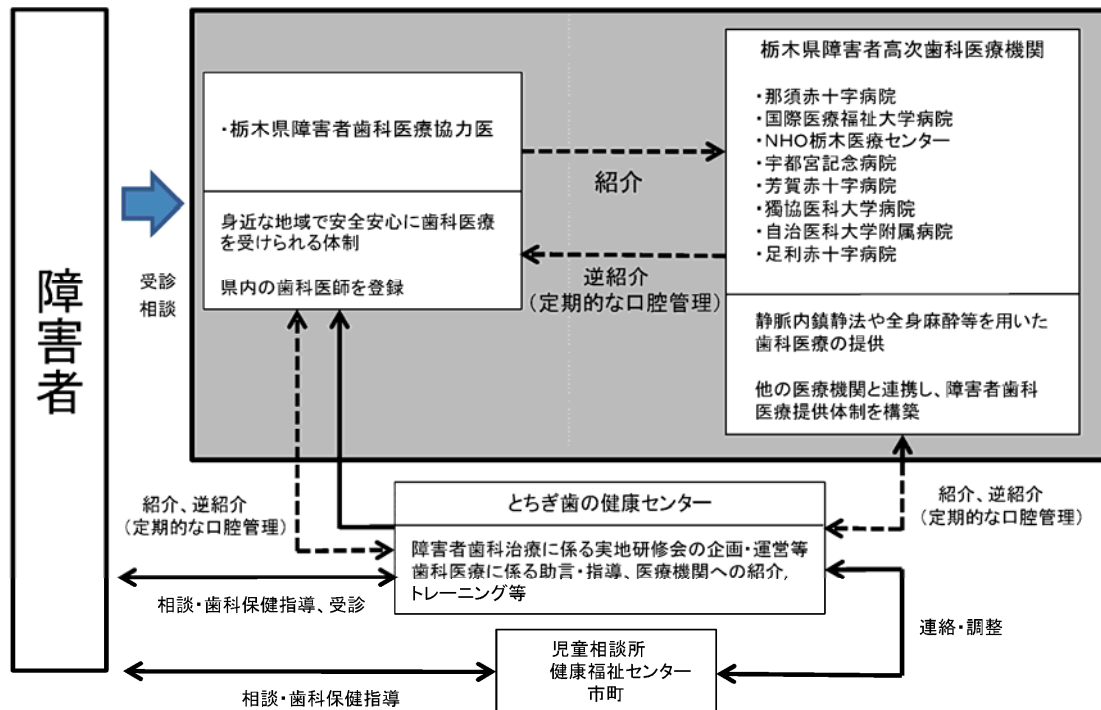 障害者
受診
相談
・栃木県障害者歯科医療協力医
身近な地域で安全安心に歯科医療
を受けられる体制
県内の歯科医師を登録
紹介
逆紹介
(定期的な口腔管理)
栃木県障害者高次歯科医療機関
・那須赤十字病院
・国際医療福祉大学病院
・NHO栃木医療センター
・宇都宮記念病院
・芳賀赤十字病院
・獨協医科大学病院
・自治医科大学附属病院
・足利赤十字病院
静脈内鎮静法や全身麻酔等を用いた
歯科医療の提供
他の医療機関と連携し、障害者歯科
医療提供体制を構築
紹介、逆紹介
(定期的な口腔管理)
とちぎ歯の健康センター
障害者歯科治療に係る実地研修会の企画・運営等
歯科医療に係る助言・指導、医療機関への紹介,
トレーニング等
紹介、逆紹介
(定期的な口腔管理)
相談・歯科保健指導、受診
連絡・調整
児童相談所
健康福祉センター
市町
相談・歯科保健指導